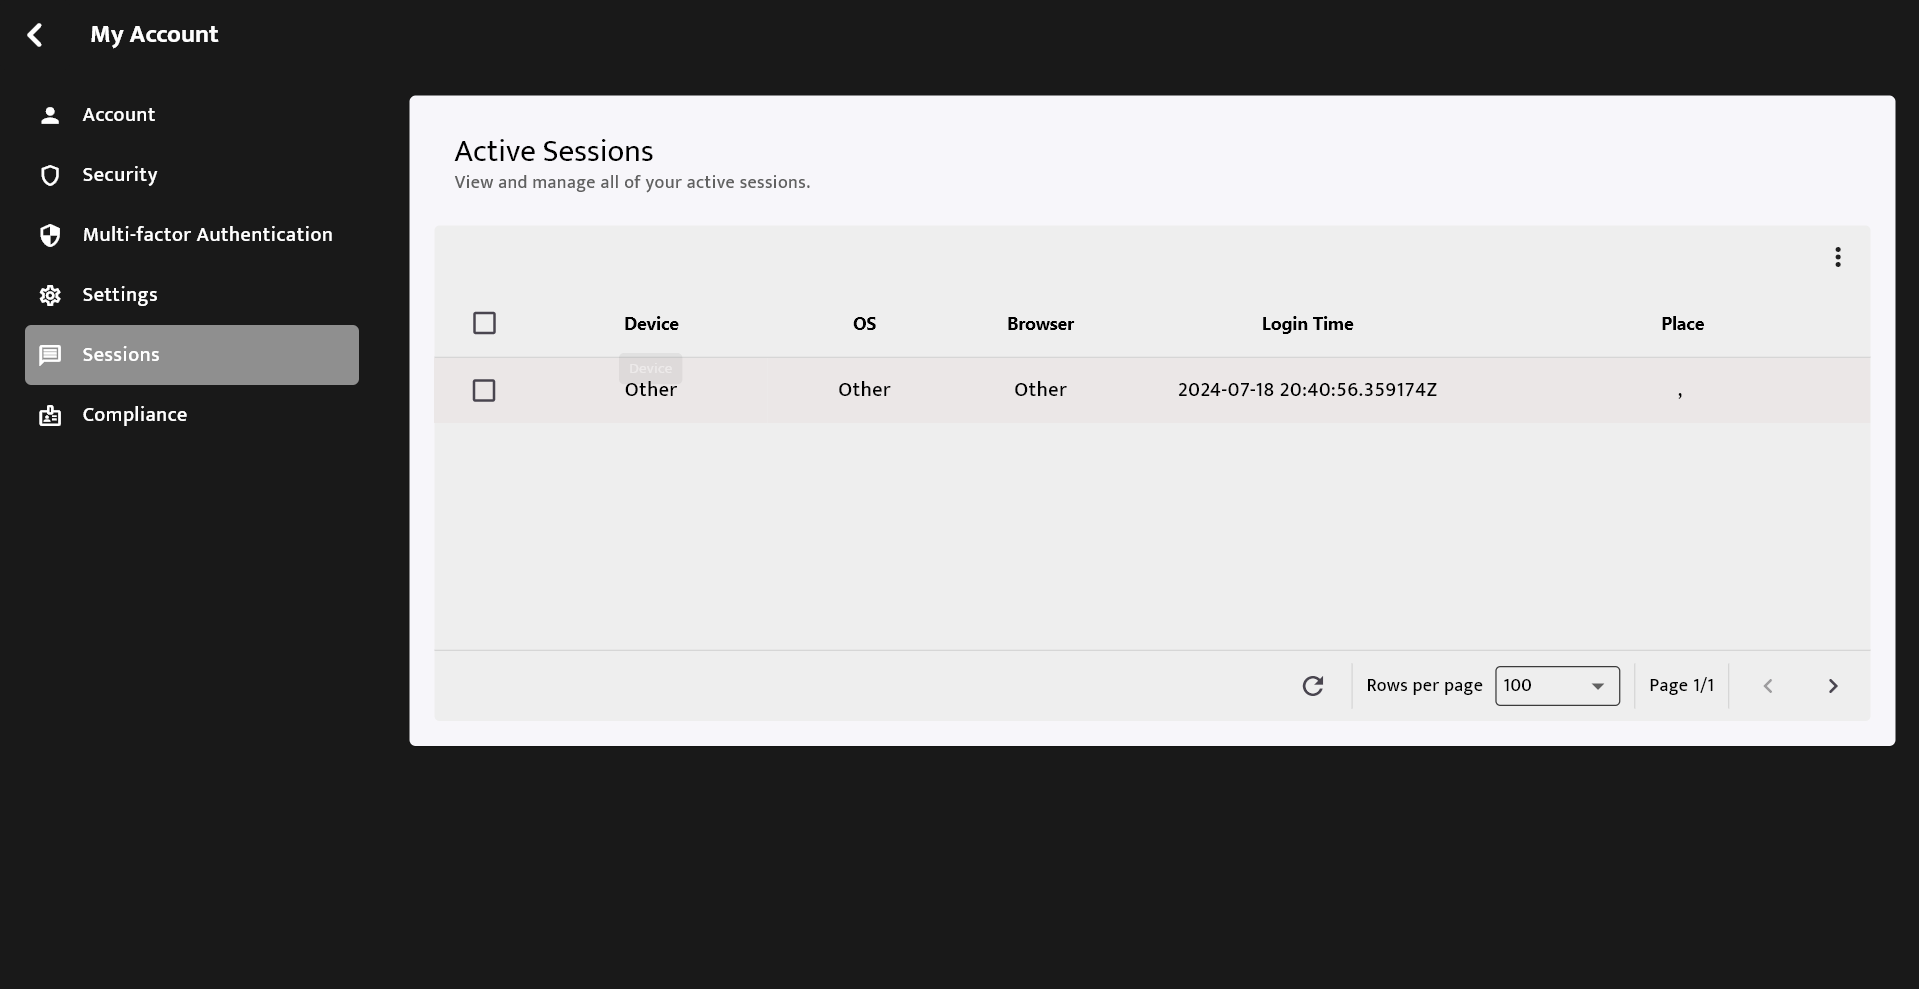 My Account
Account
Security
Multi-factor Authentication
Settings
Sessions
Compliance
Active Sessions
View and manage all of your active sessions.
Device OS Browser Login Time Place
Device
Other Other Other 2024-07-18 20:40:56.359174Z ,
Rows per page 100 Page 1/1